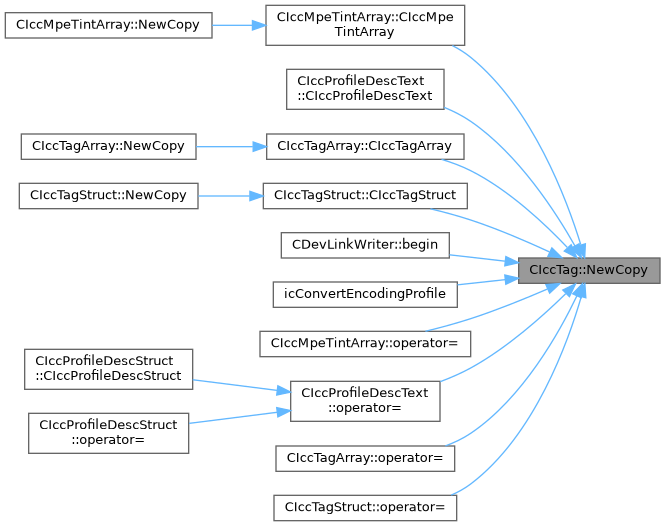 CIccMpeTintArray::NewCopy
CIccMpeTintArray::CIccMpe
TintArray
CIccProfileDescText
::CIccProfileDescText
CIccTagArray::NewCopy
CIccTagArray::CIccTagArray
CIccTagStruct::NewCopy
CIccTagStruct::CIccTagStruct
CDevLinkWriter::begin
CIccTag::NewCopy
icConvertEncodingProfile
CIccMpeTintArray::operator=
CIccProfileDescStruct
::CIccProfileDescStruct
CIccProfileDescText
::operator=
CIccProfileDescStruct
::operator=
CIccTagArray::operator=
CIccTagStruct::operator=